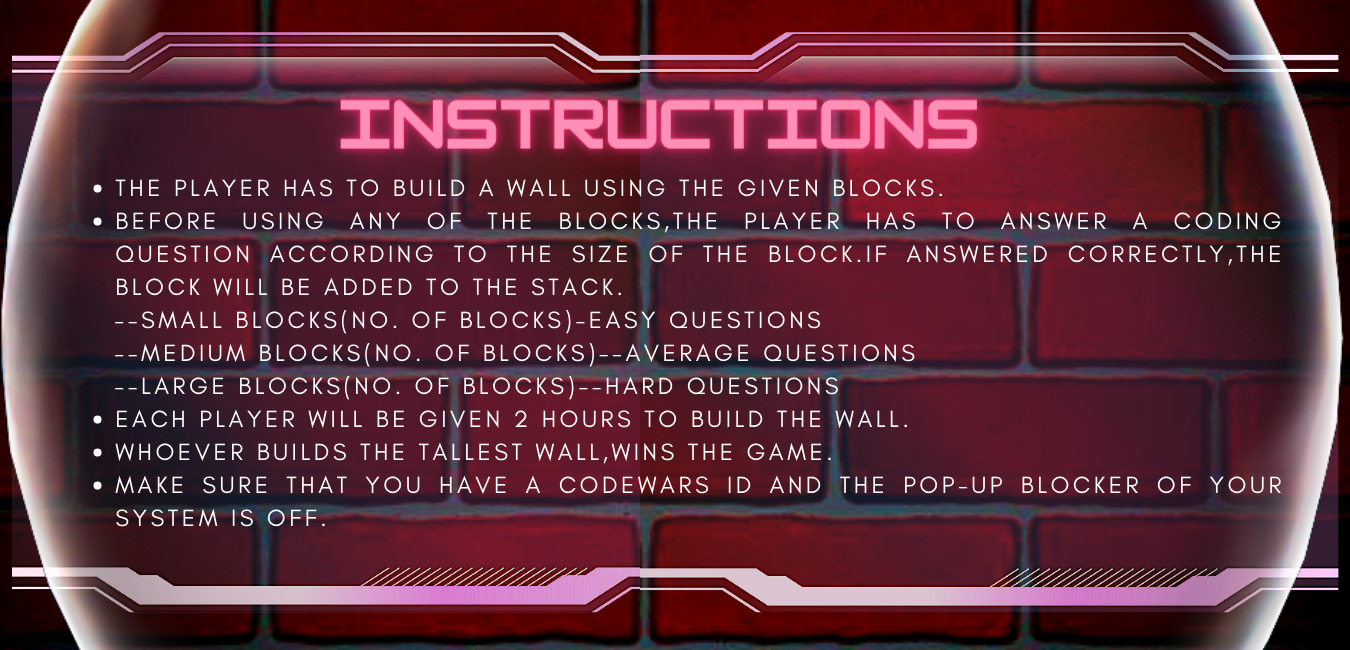 INSTRUCTIONS
• THE PLAYER HAS TO BUILD A WALL USING THE GIVEN BLOCKS.
• BEFORE USING ANY OF THE BLOCKS,THE PLAYER HAS TO ANSWER A CODING
QUESTION ACCORDING TO THE SIZE OF THE BLOCK.IF ANSWERED CORRECTLY,THE
BLOCK WILL BE ADDED TO THE STACK.
--SMALL BLOCKS(NO. OF BLOCKS)-EASY QUESTIONS
--MEDIUM BLOCKS(NO. OF BLOCKS)--AVERAGE QUESTIONS
--LARGE BLOCKS(NO. OF BLOCKS)--HARD QUESTIONS
• EACH PLAYER WILL BE GIVEN 2 HOURS TO BUILD THE WALL.
• WHOEVER BUILDS THE TALLEST WALL,WINS THE GAME.
• MAKE SURE THAT YOU HAVE A CODEWARS ID AND THE POP-UP BLOCKER OF YOUR
SYSTEM IS OFF.